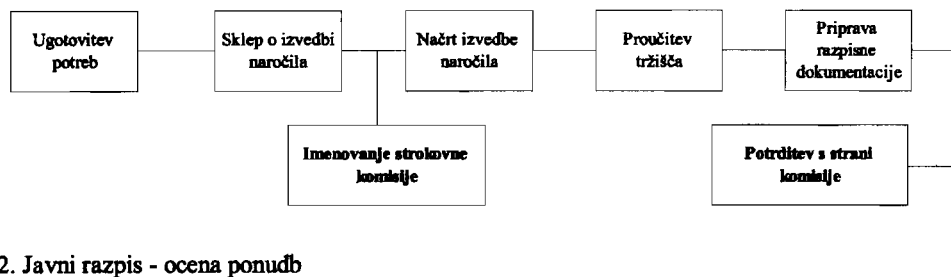 Ugotovitev
potreb
Sklep o izvedbi
naročila
Načrt izvedbe
naročila
Proučitev
tržišča
Priprava
razpisne
dokumentacije
Imenovanje strokovne
komisije
Potrditev s strani
komisije
2. Javni razpis - ocena ponudb